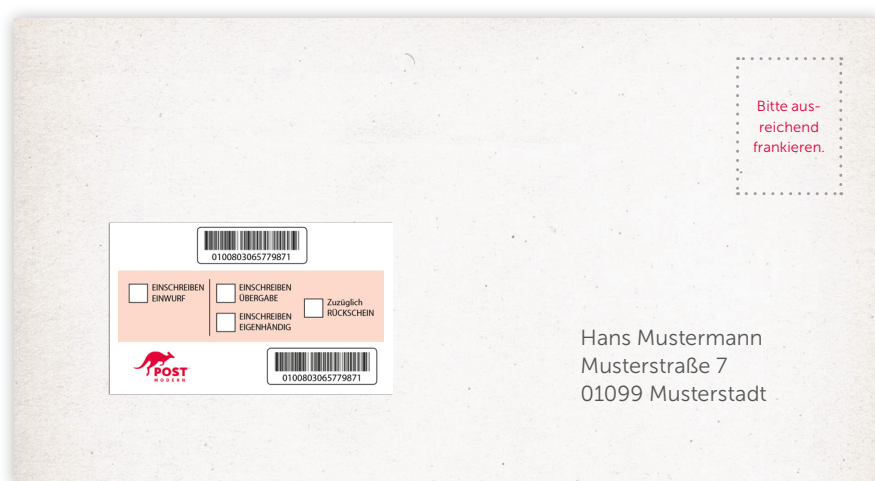 Bitte aus-
reichend
frankieren.
0100803065779871
EINSCHREIBEN
EINWURF
EINSCHREIBEN
ÜBERGABE
EINSCHREIBEN
EIGENHÄNDIG
Zuzüglich
RÜCKSCHEIN
POST
MODERN
0100803065779871
Hans Mustermann
Musterstraße 7
01099 Musterstadt